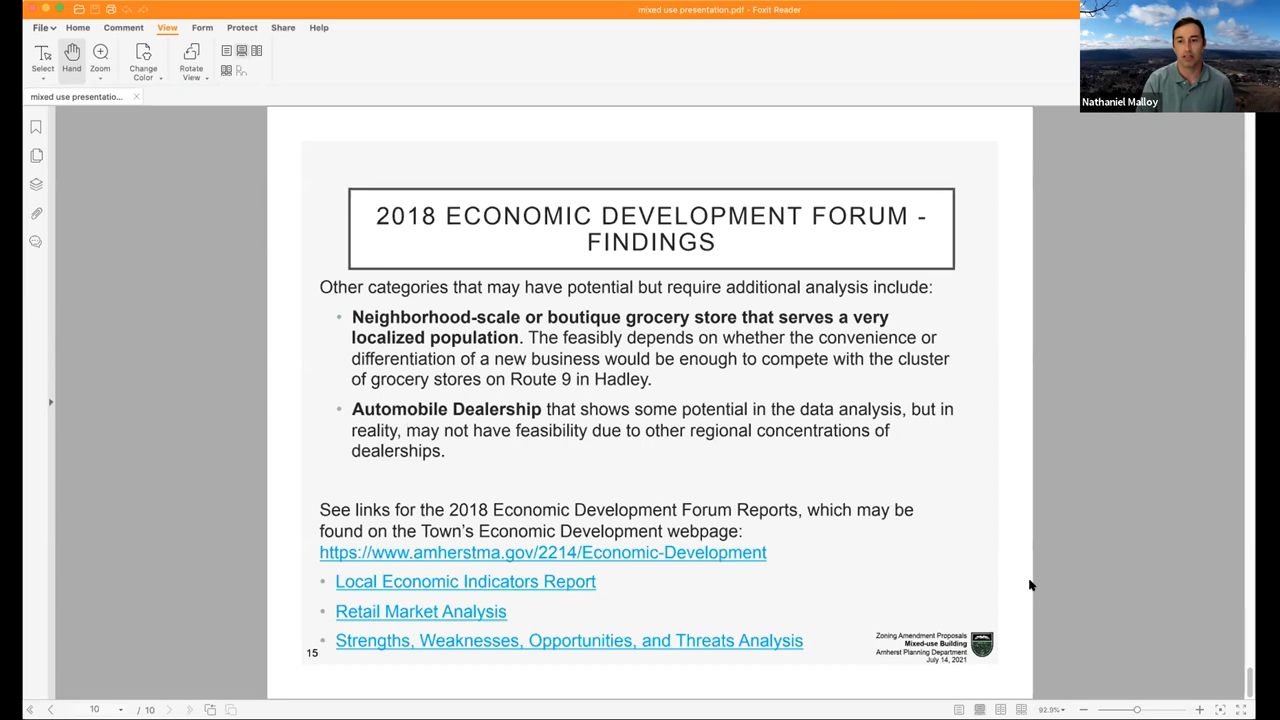 mixed use presentation.pdf - Foxit Reader
File Home Comment View Form Protect Share Help
Select Hand Zoom Change Color Rotate View
mixed use presentatio...
Nathaniel Malloy
2018 ECONOMIC DEVELOPMENT FORUM -
FINDINGS
Other categories that may have potential but require additional analysis include:
• Neighborhood-scale or boutique grocery store that serves a very
localized population. The feasibly depends on whether the convenience or
differentiation of a new business would be enough to compete with the cluster
of grocery stores on Route 9 in Hadley.
• Automobile Dealership that shows some potential in the data analysis, but in
reality, may not have feasibility due to other regional concentrations of
dealerships.
See links for the 2018 Economic Development Forum Reports, which may be
found on the Town's Economic Development webpage:
https://www.amherstma.gov/2214/Economic-Development
• Local Economic Indicators Report
• Retail Market Analysis
• Strengths, Weaknesses, Opportunities, and Threats Analysis
15
Zoning Amendment Proposals
Mixed-use Building
Amherst Planning Department
July 14, 2021
10 / 10
92.9%